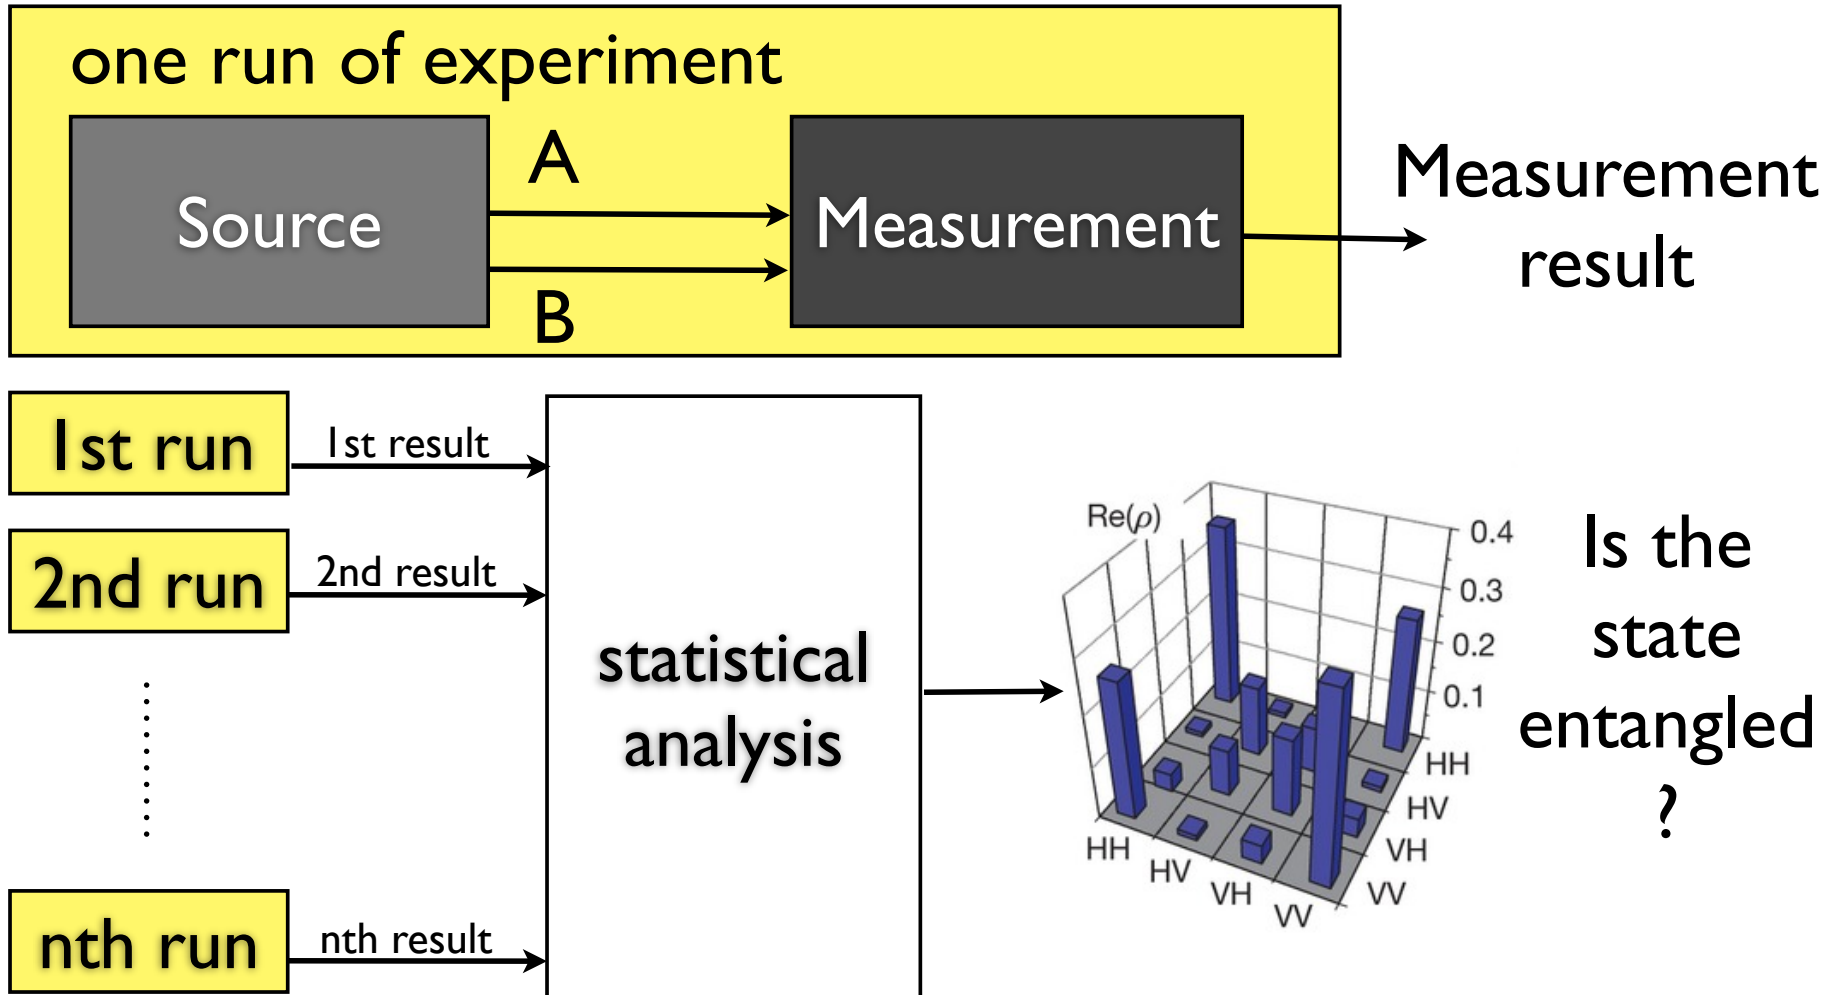 one run of experiment
A
Source
Measurement
B
Measurement
result
1st run
1st result
2nd run
2nd result
nth run
nth result
statistical
analysis
Re(ρ)
0.4
0.3
0.2
0.1
HH
HV
VH
VV
HH
HV
VH
VV
Is the
state
entangled
?